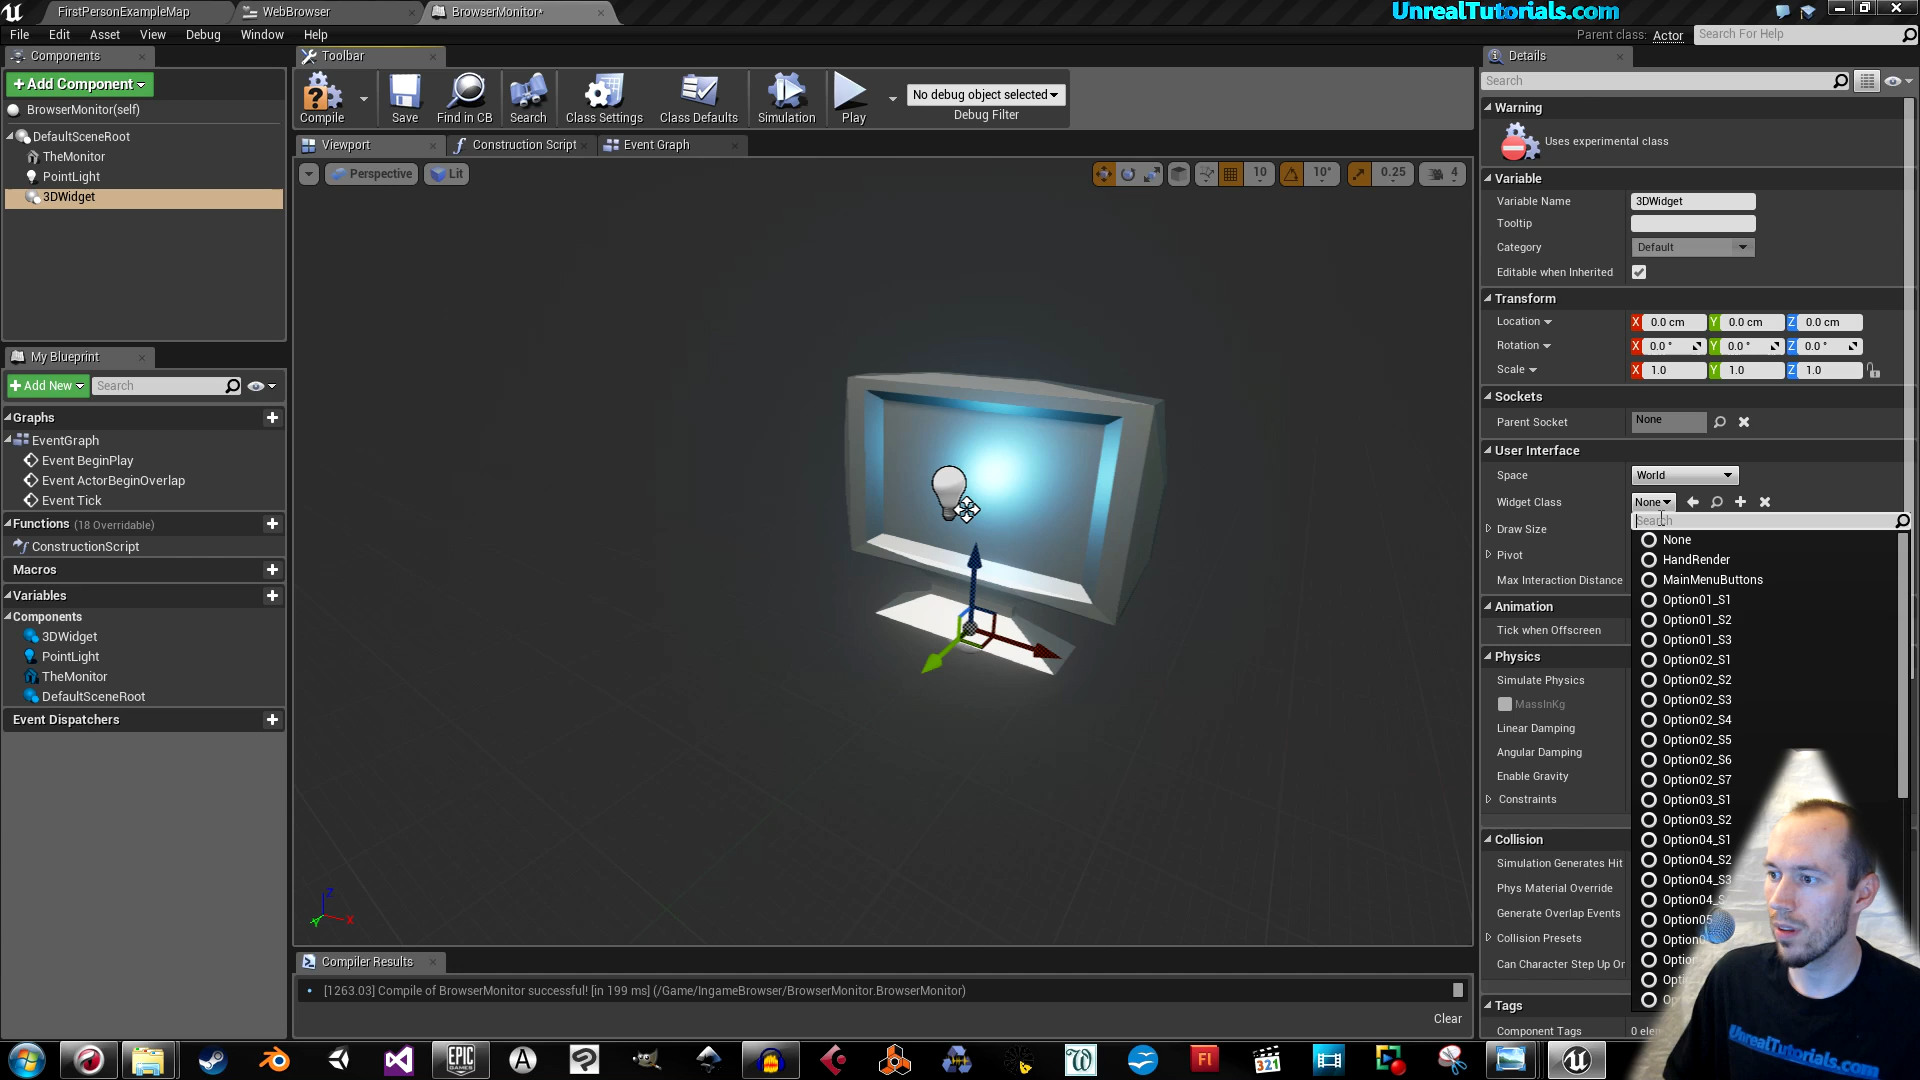 FirstPersonExampleMap
WebBrowser
BrowserMonitor*
UnrealTutorials.com
File Edit Asset View Debug Window Help
Parent class: Actor
Search For Help
Components
Toolbar
Details
+Add Component
Search
BrowserMonitor(self)
DefaultSceneRoot
TheMonitor
PointLight
3DWidget
Compile
Save
Find in CB
Search
Class Settings
Class Defaults
Simulation
Play
No debug object selected
Debug Filter
Viewport
Construction Script
Event Graph
Perspective
Lit
10
10°
0.25
4
Warning
Uses experimental class
Variable
Variable Name 3DWidget
Tooltip
Category Default
Editable when Inherited
Transform
Location X 0.0 cm Y 0.0 cm Z 0.0 cm
Rotation X 0.0 ° Y 0.0 ° Z 0.0 °
Scale X 1.0 Y 1.0 Z 1.0
Sockets
Parent Socket None
User Interface
Space World
Widget Class None
Search
Draw Size
Pivot
Max Interaction Distance
Animation
Tick when Offscreen
Physics
Simulate Physics
MassInKg
Linear Damping
Angular Damping
Enable Gravity
Constraints
Collision
Simulation Generates Hit
Phys Material Override
Generate Overlap Events
Collision Presets
Can Character Step Up Or
Tags
Component Tags 0 ele
None
HandRender
MainMenuButtons
Option01_S1
Option01_S2
Option01_S3
Option02_S1
Option02_S2
Option02_S3
Option02_S4
Option02_S5
Option02_S6
Option02_S7
Option03_S1
Option03_S2
Option04_S1
Option04_S2
Option04_S3
My Blueprint
+Add New
Search
Graphs
EventGraph
Event BeginPlay
Event ActorBeginOverlap
Event Tick
Functions (18 Overridable)
ConstructionScript
Macros
Variables
Components
3DWidget
PointLight
TheMonitor
DefaultSceneRoot
Event Dispatchers
Z
X
Y
Compiler Results
[1263.03] Compile of BrowserMonitor successful! [in 199 ms] (/Game/IngameBrowser/BrowserMonitor.BrowserMonitor)
Clear
EPIC
GAMES
Fl
321
UnrealTutorials.com